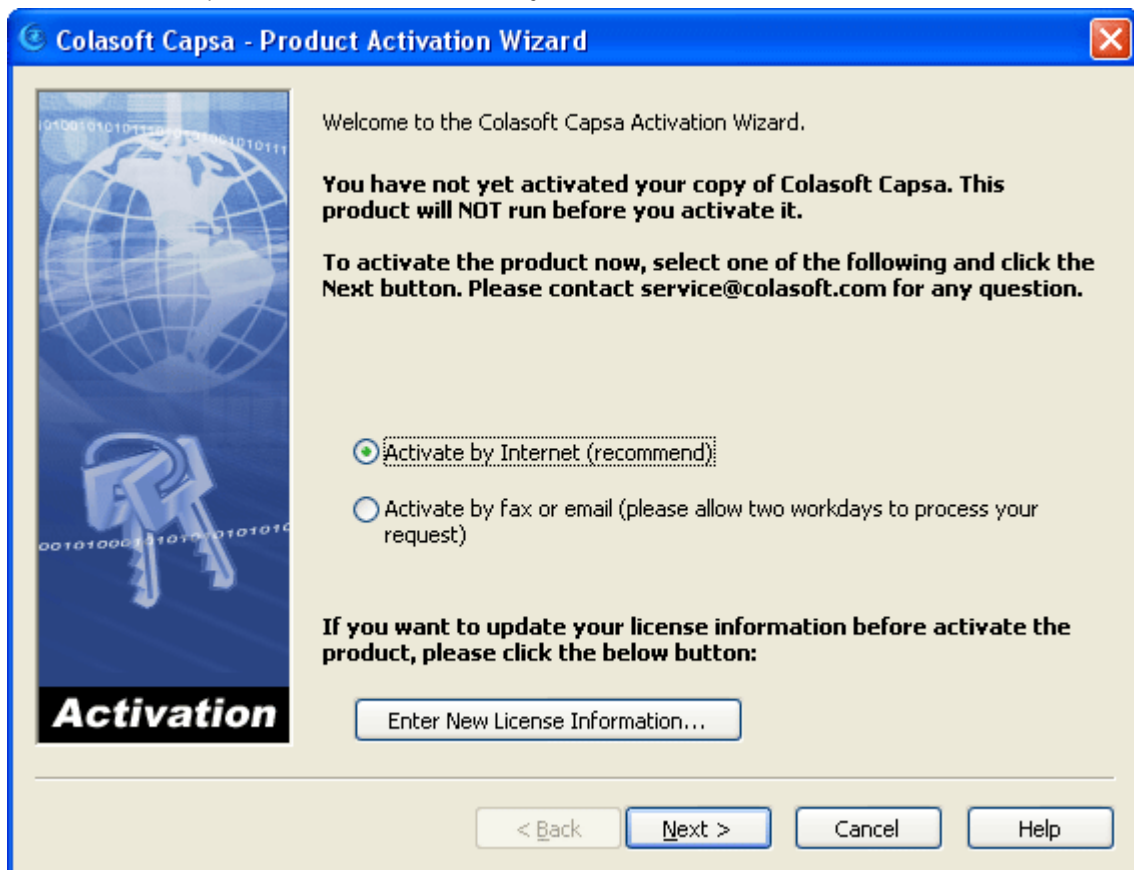 Colasoft Capsa - Product Activation Wizard
Welcome to the Colasoft Capsa Activation Wizard.
You have not yet activated your copy of Colasoft Capsa. This
product will NOT run before you activate it.
To activate the product now, select one of the following and click the
Next button. Please contact service@colasoft.com for any question.
Activate by Internet (recommend)
Activate by fax or email (please allow two workdays to process your
request)
If you want to update your license information before activate the
product, please click the below button:
Activation
Enter New License Information...
< Back
Next >
Cancel
Help